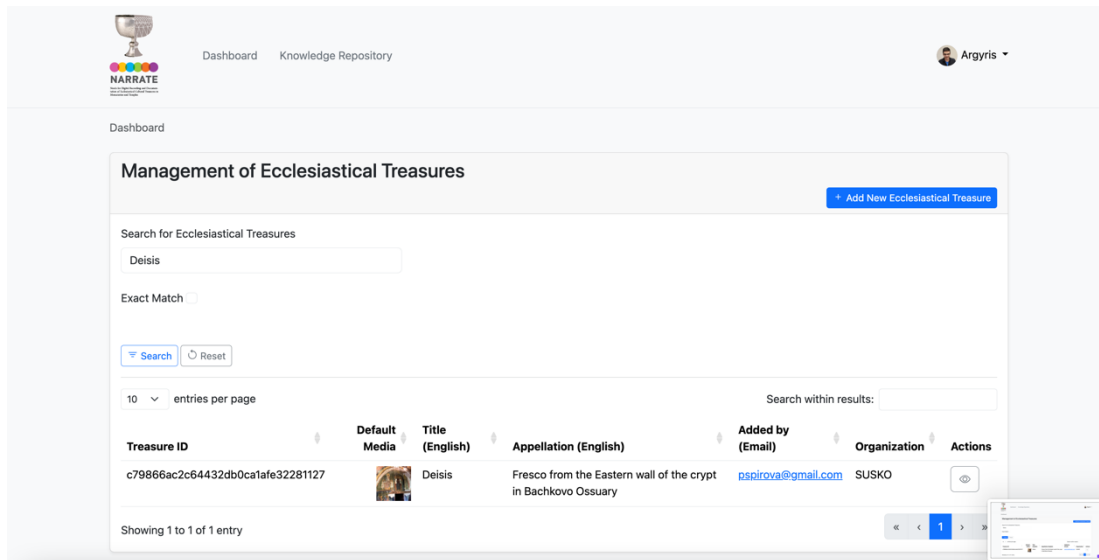 NARRATE
Dashboard
Knowledge Repository
Argyris
Dashboard
Management of Ecclesiastical Treasures
+ Add New Ecclesiastical Treasure
Search for Ecclesiastical Treasures
Deisis
Exact Match
Search
Reset
10 entries per page
Search within results:
Treasure ID
Default Media
Title (English)
Appellation (English)
Added by (Email)
Organization
Actions
c79866ac2c64432db0ca1afe32281127
Deisis
Fresco from the Eastern wall of the crypt
in Bachkovo Ossuary
pspirova@gmail.com
SUSKO
Showing 1 to 1 of 1 entry
« ‹ 1 › »